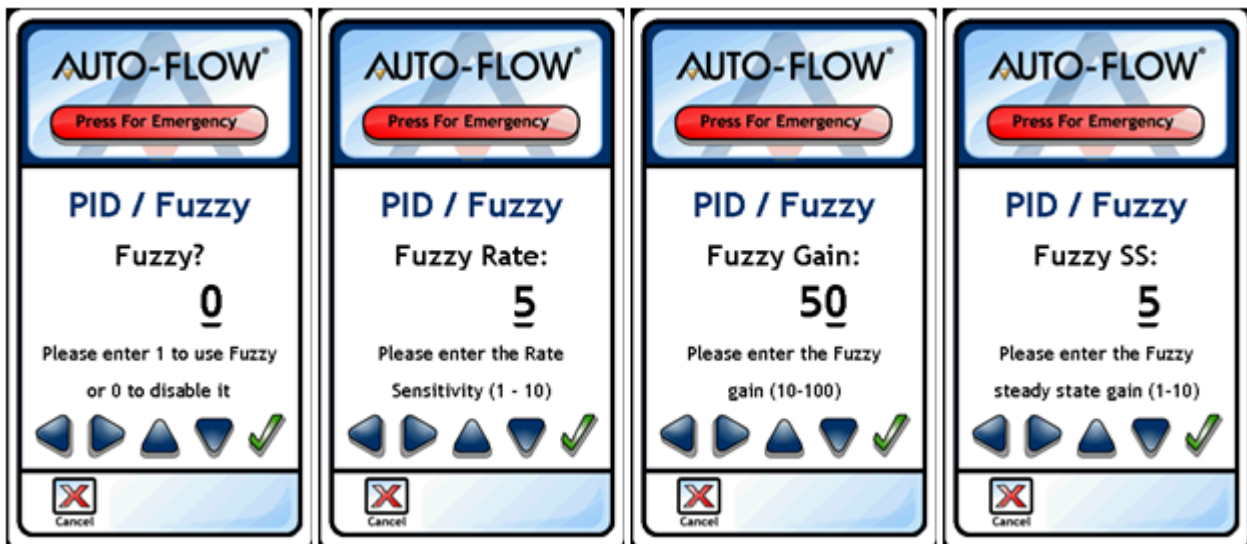 AUTO-FLOW®
Press For Emergency
PID / Fuzzy
Fuzzy?
0
Please enter 1 to use Fuzzy
or 0 to disable it
Cancel
AUTO-FLOW®
Press For Emergency
PID / Fuzzy
Fuzzy Rate:
5
Please enter the Rate
Sensitivity (1 - 10)
Cancel
AUTO-FLOW®
Press For Emergency
PID / Fuzzy
Fuzzy Gain:
50
Please enter the Fuzzy
gain (10-100)
Cancel
AUTO-FLOW®
Press For Emergency
PID / Fuzzy
Fuzzy SS:
5
Please enter the Fuzzy
steady state gain (1-10)
Cancel